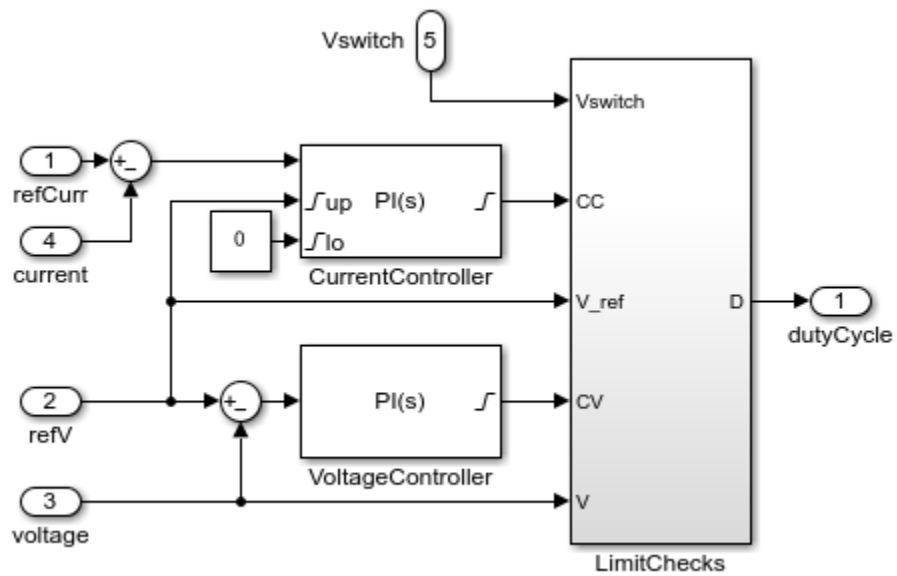 Vswitch
5
Vswitch
1
refCurr
+
-
up
PI(s)
CC
4
current
0
lo
CurrentController
V_ref
D
1
dutyCycle
2
refV
+
-
PI(s)
CV
VoltageController
3
voltage
V
LimitChecks